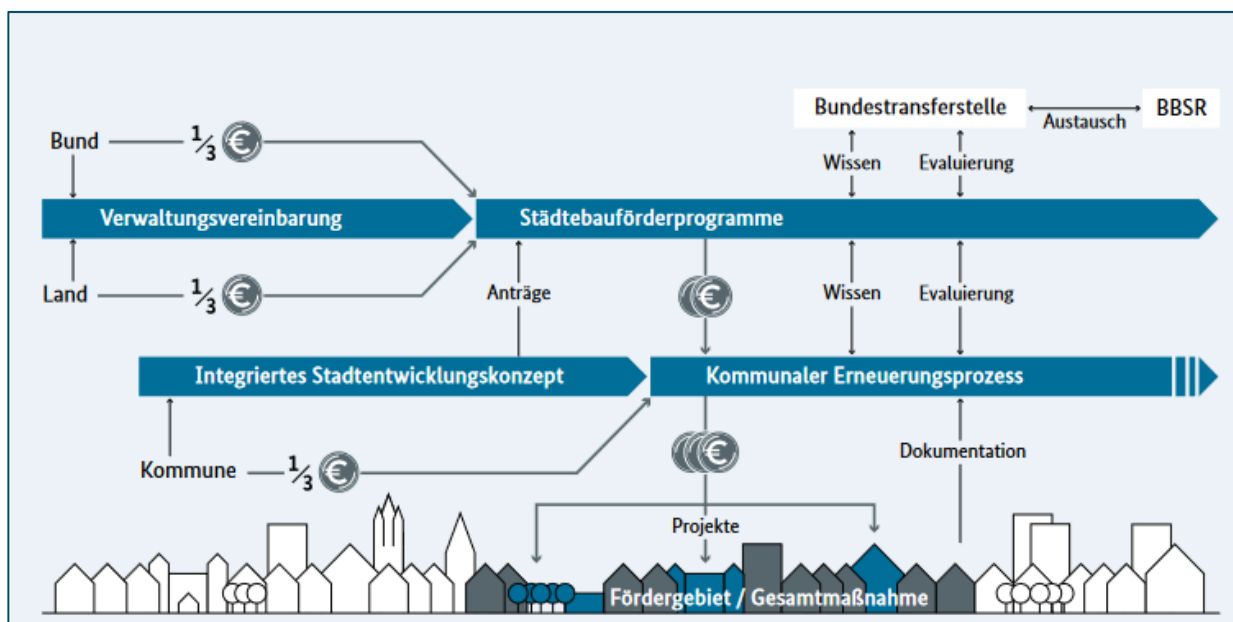 Bundestransferstelle
BBSR
Austausch
Bund
1/3 €
Wissen
Evaluierung
Verwaltungsvereinbarung
Städtebauförderprogramme
Land
1/3 €
Anträge
€
Wissen
Evaluierung
Integriertes Stadtentwicklungskonzept
Kommunaler Erneuerungsprozess
Kommune
1/3 €
€
Dokumentation
Projekte
Fördergebiet / Gesamtmaßnahme